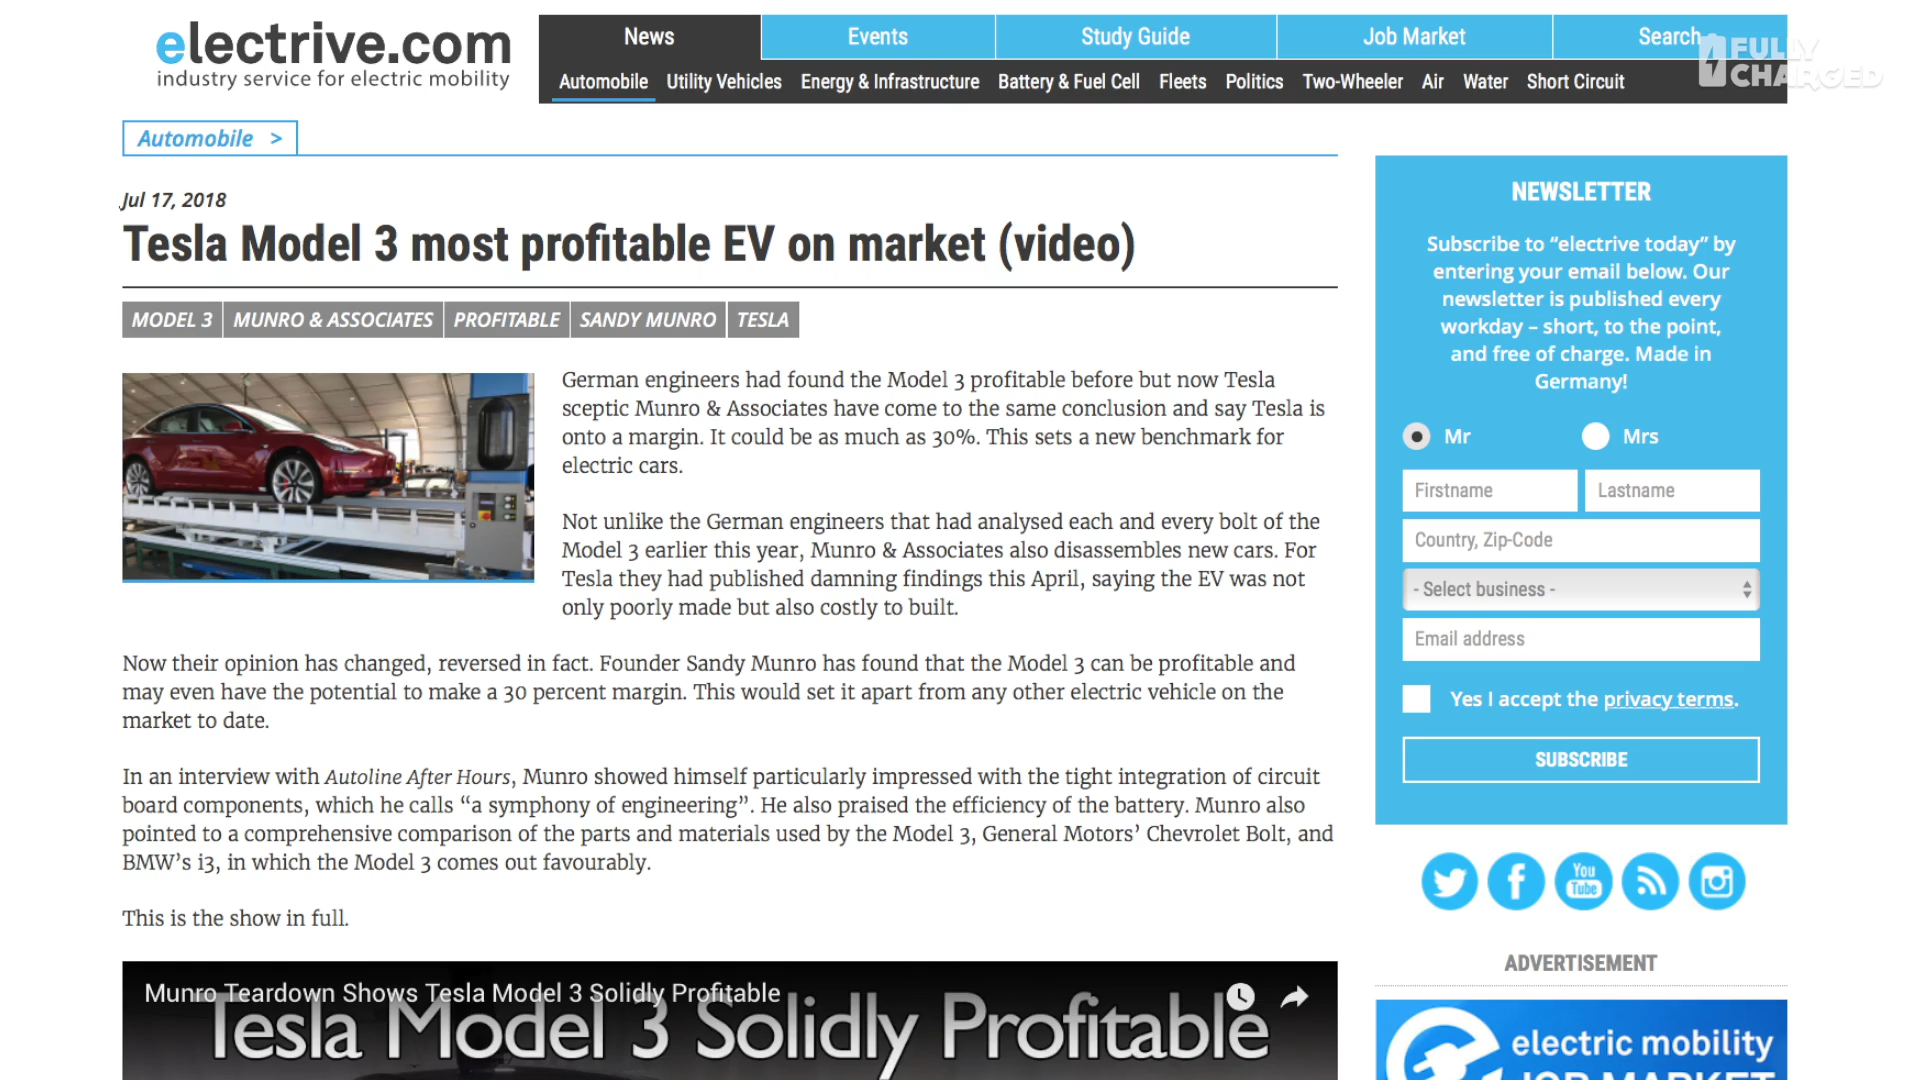 electrive.com
industry service for electric mobility
News
Events
Study Guide
Job Market
Search
FULLY
CHARGED
Automobile
Utility Vehicles
Energy & Infrastructure
Battery & Fuel Cell
Fleets
Politics
Two-Wheeler
Air
Water
Short Circuit
Automobile >
Jul 17, 2018
Tesla Model 3 most profitable EV on market (video)
MODEL 3
MUNRO & ASSOCIATES
PROFITABLE
SANDY MUNRO
TESLA
German engineers had found the Model 3 profitable before but now Tesla
sceptic Munro & Associates have come to the same conclusion and say Tesla is
onto a margin. It could be as much as 30%. This sets a new benchmark for
electric cars.
Not unlike the German engineers that had analysed each and every bolt of the
Model 3 earlier this year, Munro & Associates also disassembles new cars. For
Tesla they had published damning findings this April, saying the EV was not
only poorly made but also costly to built.
Now their opinion has changed, reversed in fact. Founder Sandy Munro has found that the Model 3 can be profitable and
may even have the potential to make a 30 percent margin. This would set it apart from any other electric vehicle on the
market to date.
In an interview with Autoline After Hours, Munro showed himself particularly impressed with the tight integration of circuit
board components, which he calls “a symphony of engineering”. He also praised the efficiency of the battery. Munro also
pointed to a comprehensive comparison of the parts and materials used by the Model 3, General Motors’ Chevrolet Bolt, and
BMW’s i3, in which the Model 3 comes out favourably.
This is the show in full.
Munro Teardown Shows Tesla Model 3 Solidly Profitable
Tesla Model 3 Solidly Profitable
NEWSLETTER
Subscribe to “electrive today” by
entering your email below. Our
newsletter is published every
workday – short, to the point,
and free of charge. Made in
Germany!
Mr
Mrs
Firstname
Lastname
Country, Zip-Code
- Select business -
Email address
Yes I accept the privacy terms.
SUBSCRIBE
You
Tube
ADVERTISEMENT
electric mobility
JOB MARKET